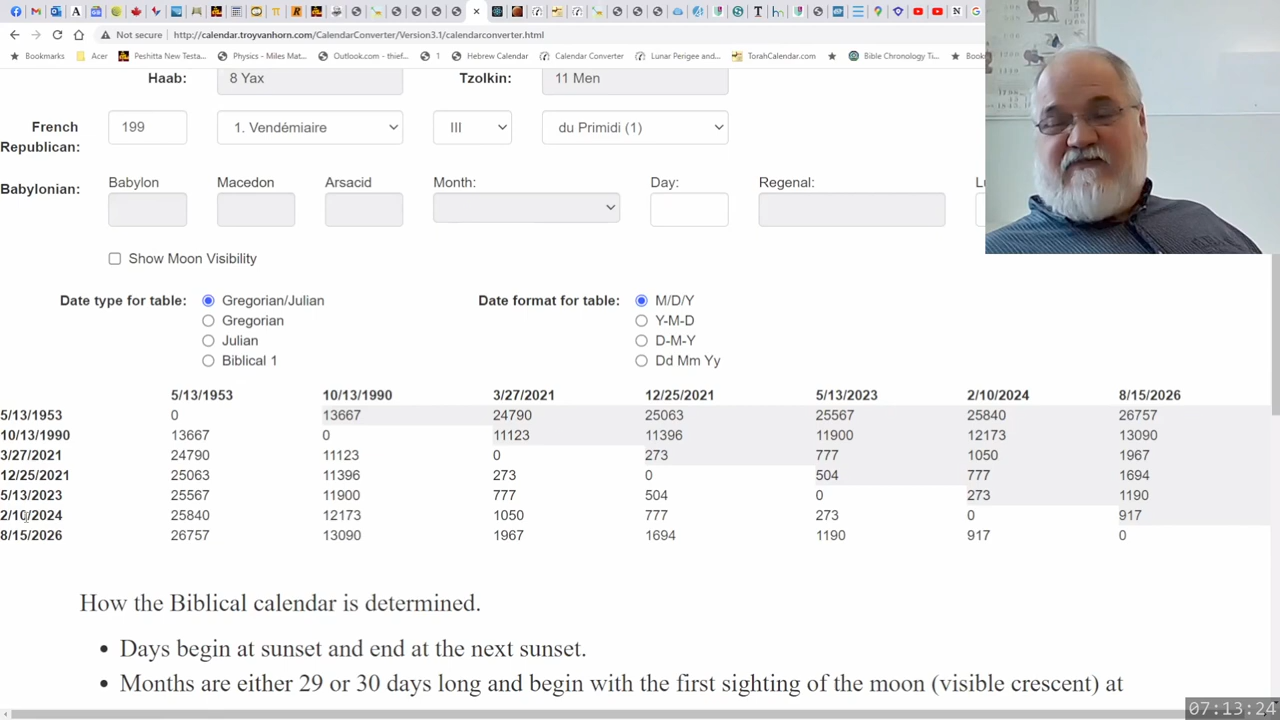 Not secure | http://calendar.troyvanhorn.com/CalendarConverter/Version3.1/calendarconverter.html
Bookmarks Acer Peshitta New Testa... Physics - Miles Mat... Outlook.com - thief... 1 Hebrew Calendar Calendar Converter Lunar Perigee and... TorahCalendar.com Bible Chronology Ti... Book
Haab: 8 Yax Tzolkin: 11 Men
French Republican: 199 1. Vendémiaire III du Primidi (1)
Babylon Macedon Arsacid Month: Day: Regenal: L
Babylonian:
Show Moon Visibility
Date type for table: Gregorian/Julian Date format for table: M/D/Y
Gregorian Y-M-D
Julian D-M-Y
Biblical 1 Dd Mm Yy
5/13/1953 10/13/1990 3/27/2021 12/25/2021 5/13/2023 2/10/2024 8/15/2026
5/13/1953 0 13667 24790 25063 25567 25840 26757
10/13/1990 13667 0 11123 11396 11900 12173 13090
3/27/2021 24790 11123 0 273 777 1050 1967
12/25/2021 25063 11396 273 0 504 777 1694
5/13/2023 25567 11900 777 504 0 273 1190
2/10/2024 25840 12173 1050 777 273 0 917
8/15/2026 26757 13090 1967 1694 1190 917 0
How the Biblical calendar is determined.
• Days begin at sunset and end at the next sunset.
• Months are either 29 or 30 days long and begin with the first sighting of the moon (visible crescent) at
07:13:24